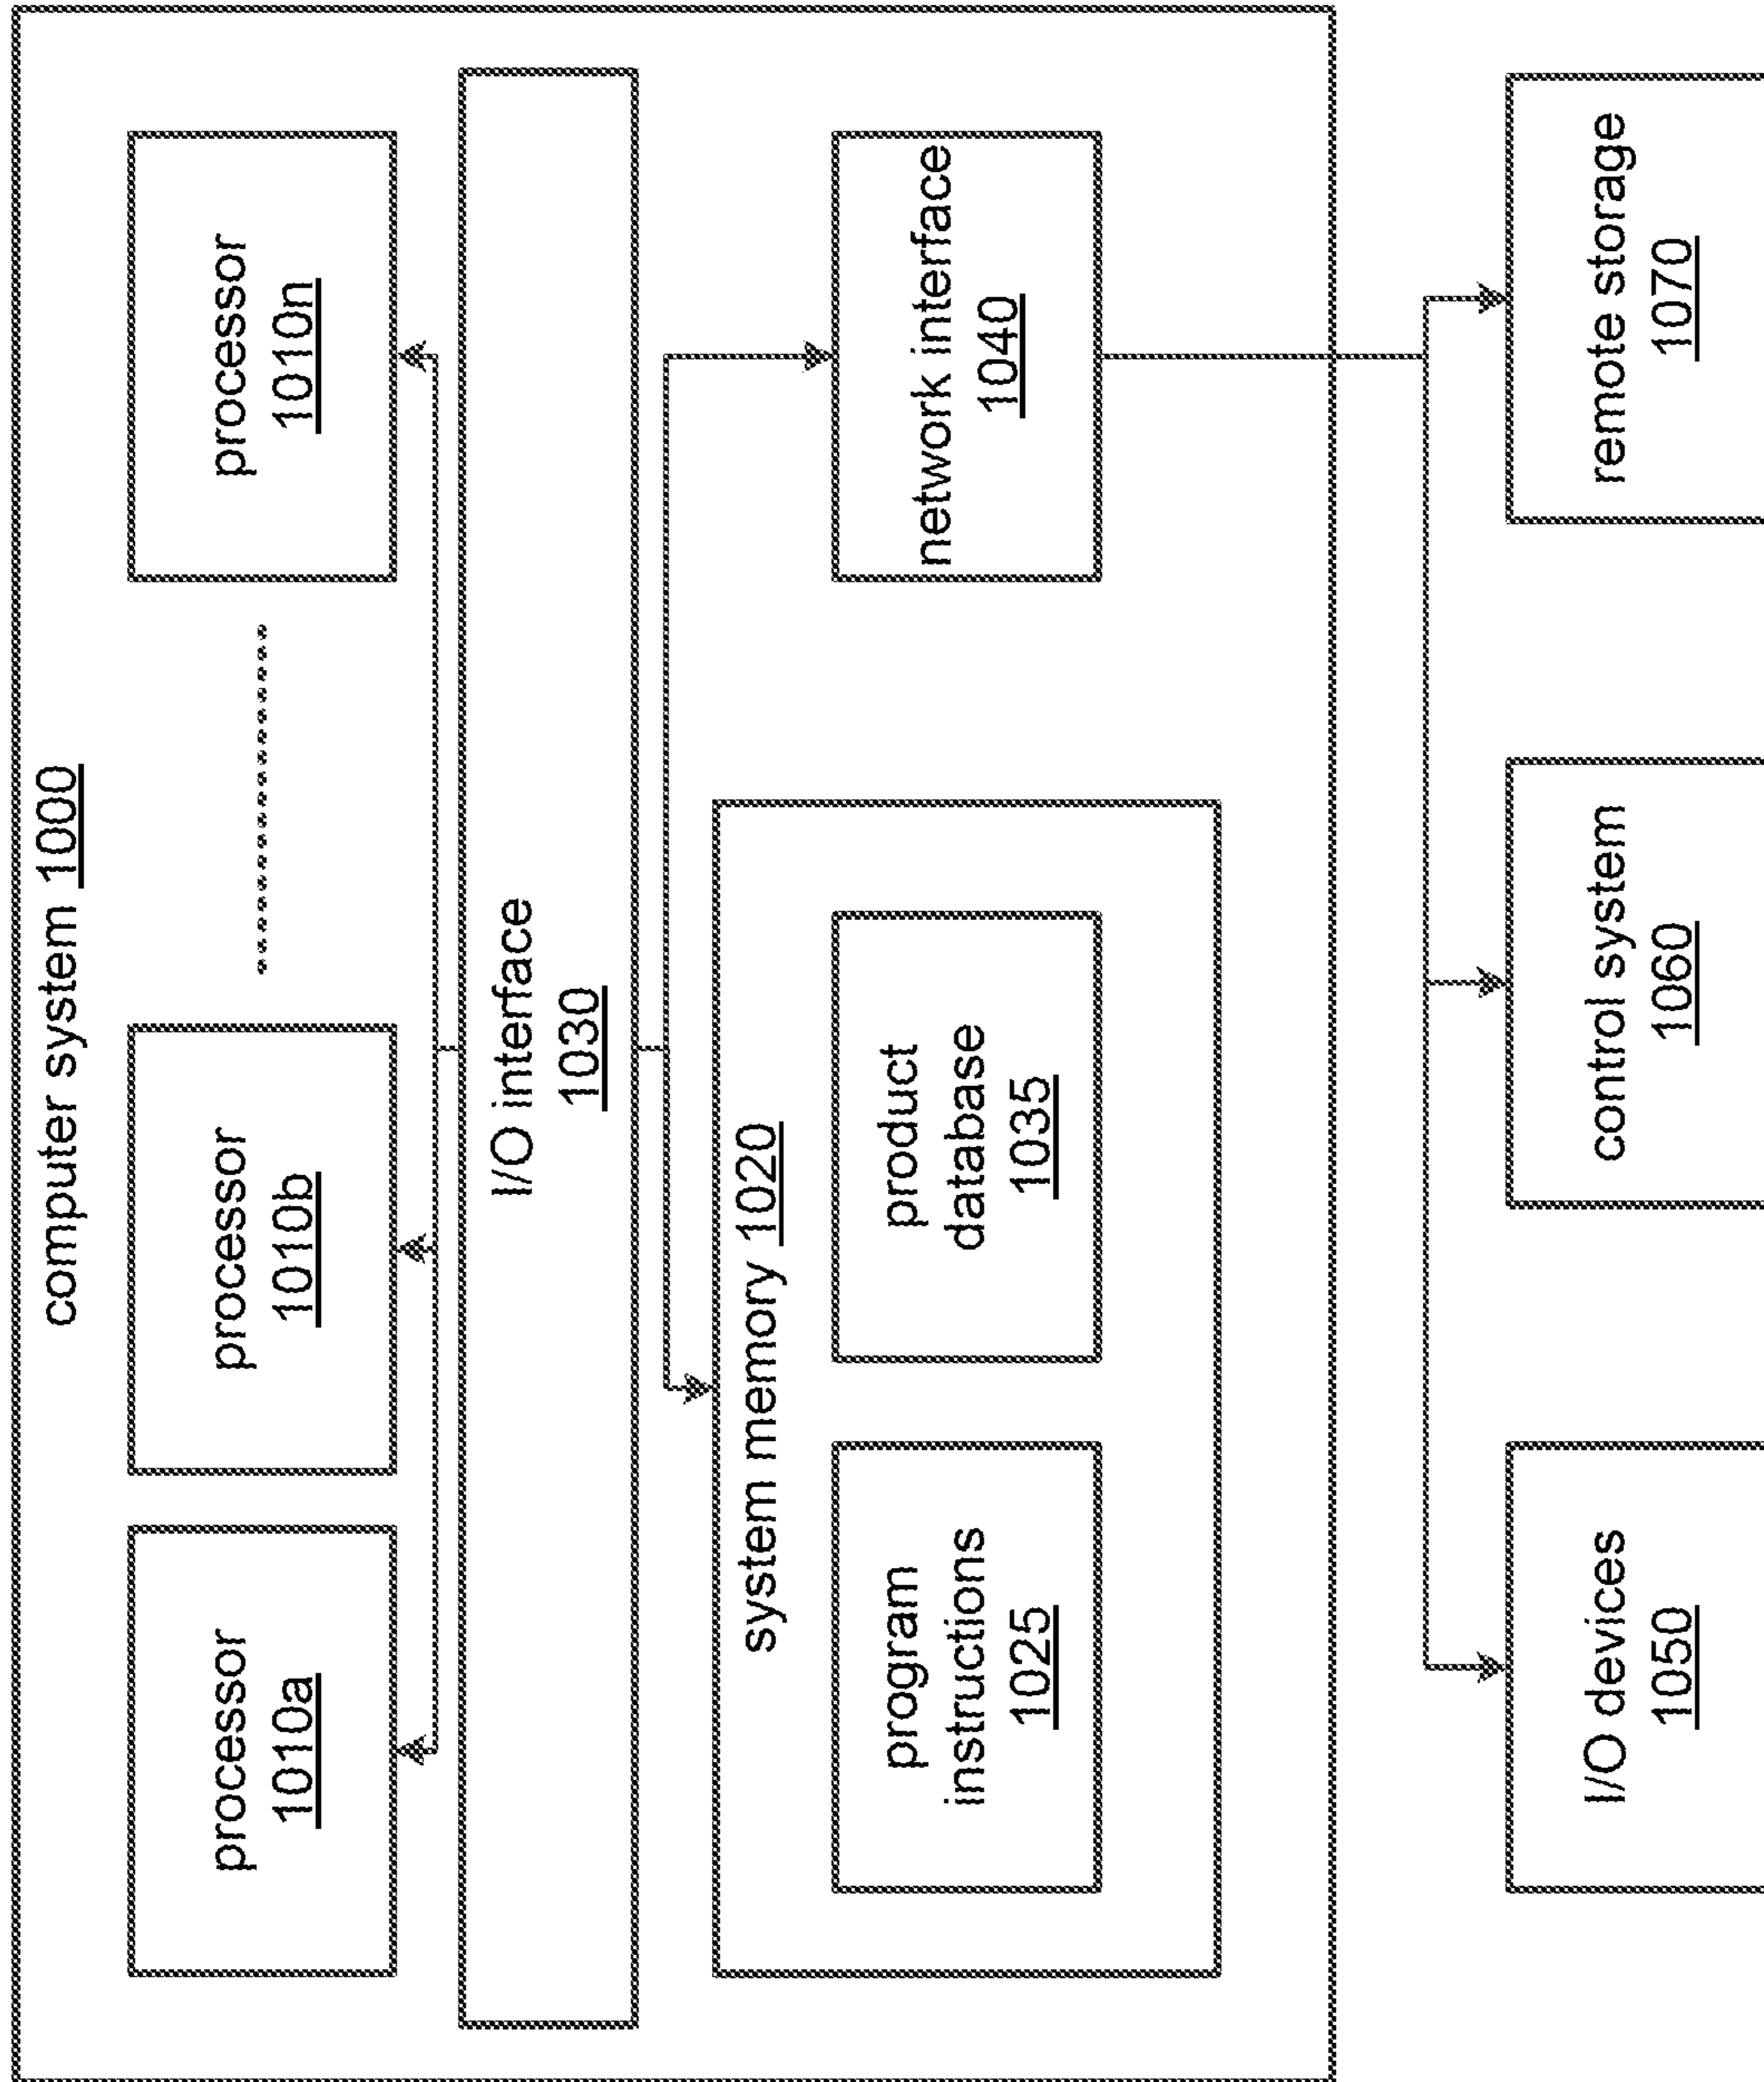 computer system 1000
processor
1010a
processor
1010b
processor
1010n
I/O interface
1030
system memory 1020
program
instructions
1025
product
database
1035
network interface
1040
I/O devices
1050
control system
1060
remote storage
1070